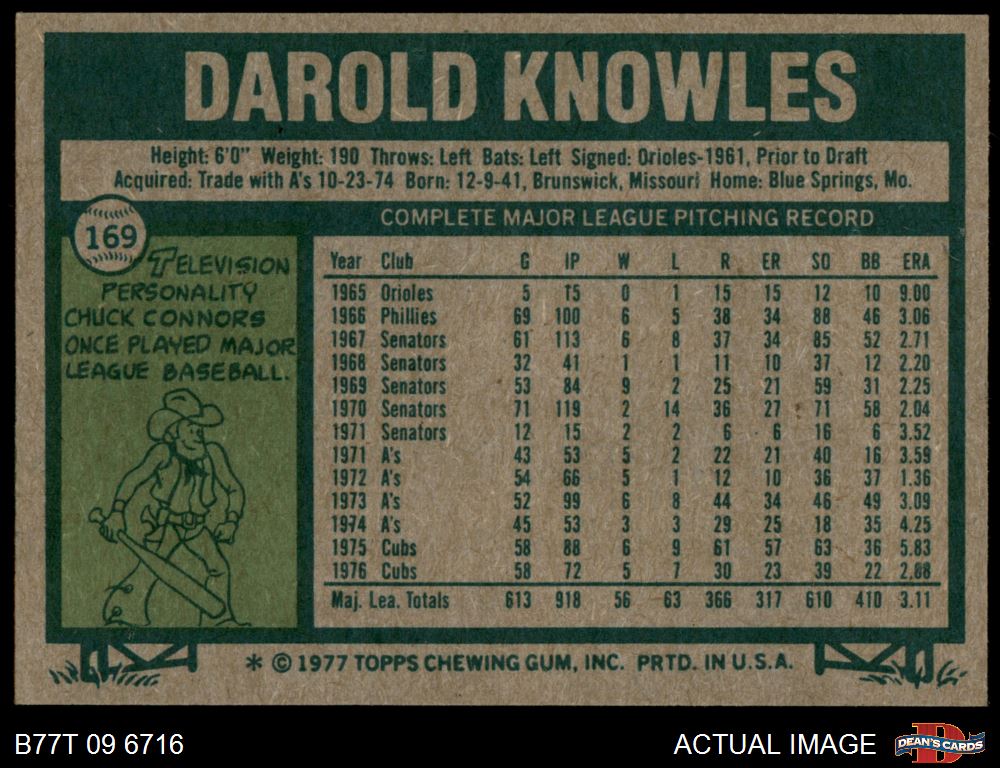 DAROLD KNOWLES
Height: 6'0" Weight: 190 Throws: Left Bats: Left Signed: Orioles-1961, Prior to Draft
Acquired: Trade with A's 10-23-74 Born: 12-9-41, Brunswick, Missouri Home: Blue Springs, Mo.
169
TELEVISION
PERSONALITY
CHUCK CONNORS
ONCE PLAYED MAJOR
LEAGUE BASEBALL.
COMPLETE MAJOR LEAGUE PITCHING RECORD
Year Club G IP W L R ER SO BB ERA
1965 Orioles 5 15 0 1 15 15 12 10 9.00
1966 Phillies 69 100 6 5 38 34 88 46 3.06
1967 Senators 61 113 6 8 37 34 85 52 2.71
1968 Senators 32 41 1 1 11 10 37 12 2.20
1969 Senators 53 84 9 2 25 21 59 31 2.25
1970 Senators 71 119 2 14 36 27 71 58 2.04
1971 Senators 12 15 2 2 6 6 16 6 3.52
1971 A's 43 53 5 2 22 21 40 16 3.59
1972 A's 54 66 5 1 12 10 36 37 1.36
1973 A's 52 99 6 8 44 34 46 49 3.09
1974 A's 45 53 3 3 29 25 18 35 4.25
1975 Cubs 58 88 6 9 61 57 63 36 5.83
1976 Cubs 58 72 5 7 30 23 39 22 2.88
Maj. Lea. Totals 613 918 56 63 366 317 610 410 3.11
* © 1977 TOPPS CHEWING GUM, INC. PRTD. IN U.S.A.
B77T 09 6716
ACTUAL IMAGE
DEAN'S CARDS